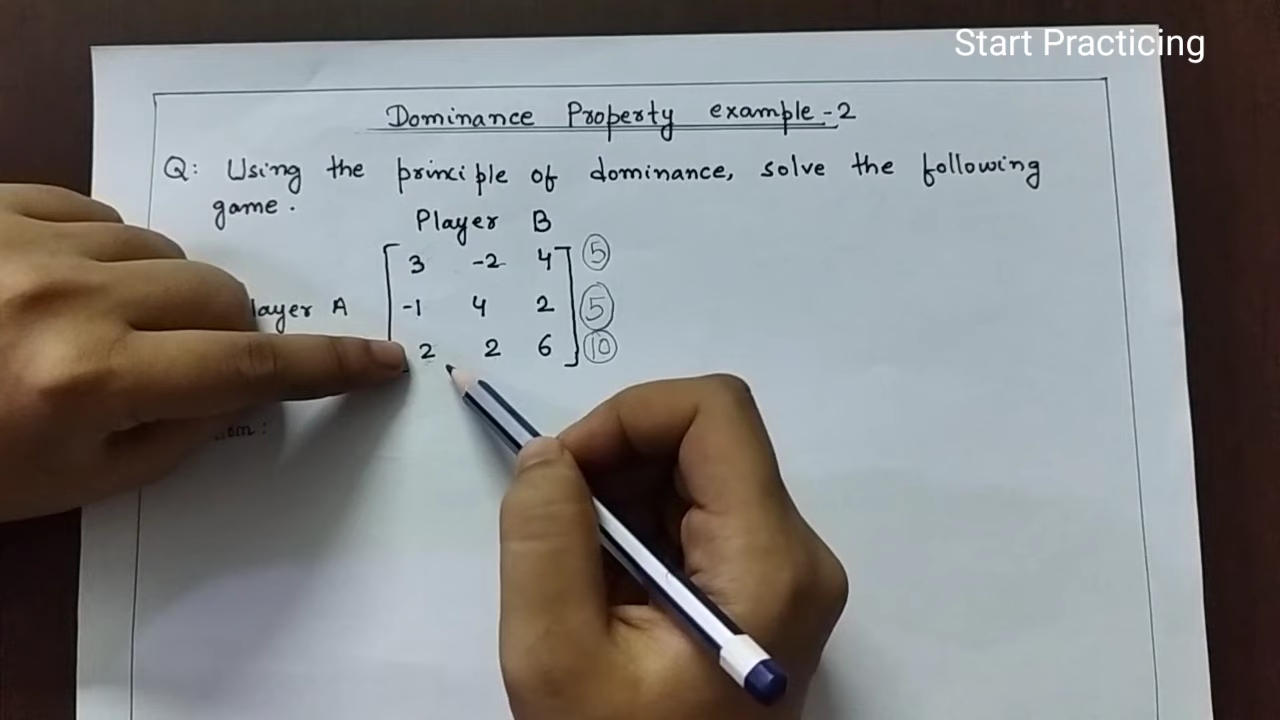 Start Practicing
Dominance Property example-2
Q: Using the principle of dominance, solve the following
game.
Player B
3 -2 4 5
layer A -1 4 2 5
2 2 6 10